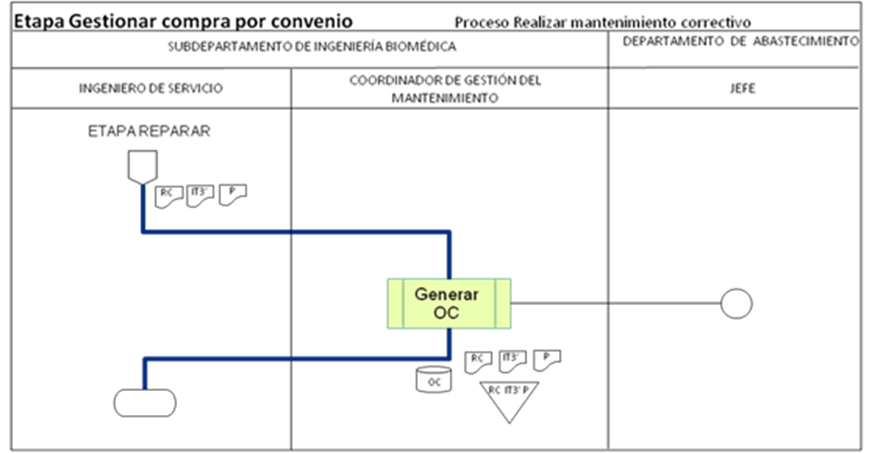 Etapa Gestionar compra por convenio Proceso Realizar mantenimiento correctivo
SUBDEPARTAMENTO DE INGENIERÍA BIOMÉDICA
DEPARTAMENTO DE ABASTECIMIENTO
INGENIERO DE SERVICIO
COORDINADOR DE GESTIÓN DEL
MANTENIMIENTO
JEFE
ETAPA REPARAR
RC IT3' P
Generar
OC
RC IT3' P
OC
RC IT3' P